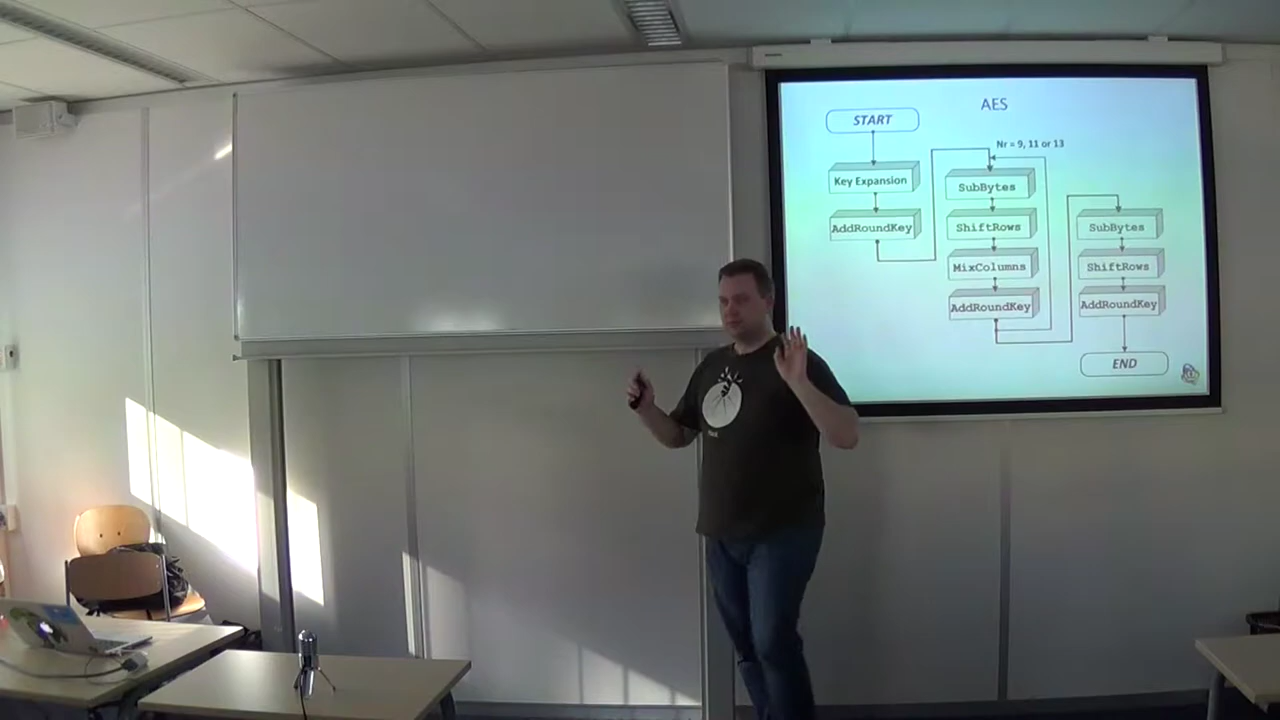 AES
START
Key Expansion
AddRoundKey
Nr = 9, 11 or 13
SubBytes
ShiftRows
MixColumns
AddRoundKey
SubBytes
ShiftRows
AddRoundKey
END